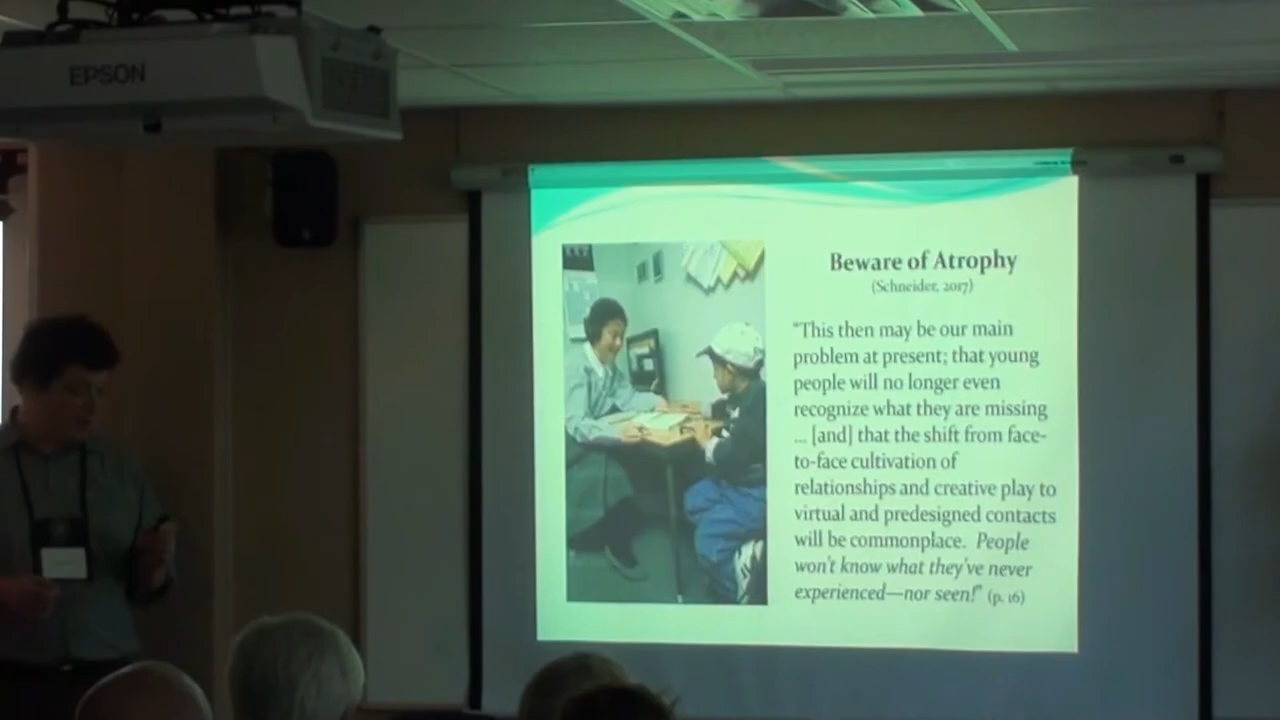 EPSON
Beware of Atrophy
(Schneider, 2017)
"This then may be our main
problem at present; that young
people will no longer even
recognize what they are missing
... [and] that the shift from face-
to-face cultivation of
relationships and creative play to
virtual and predesigned contacts
will be commonplace. People
won't know what they've never
experienced—nor seen!" (p. 16)